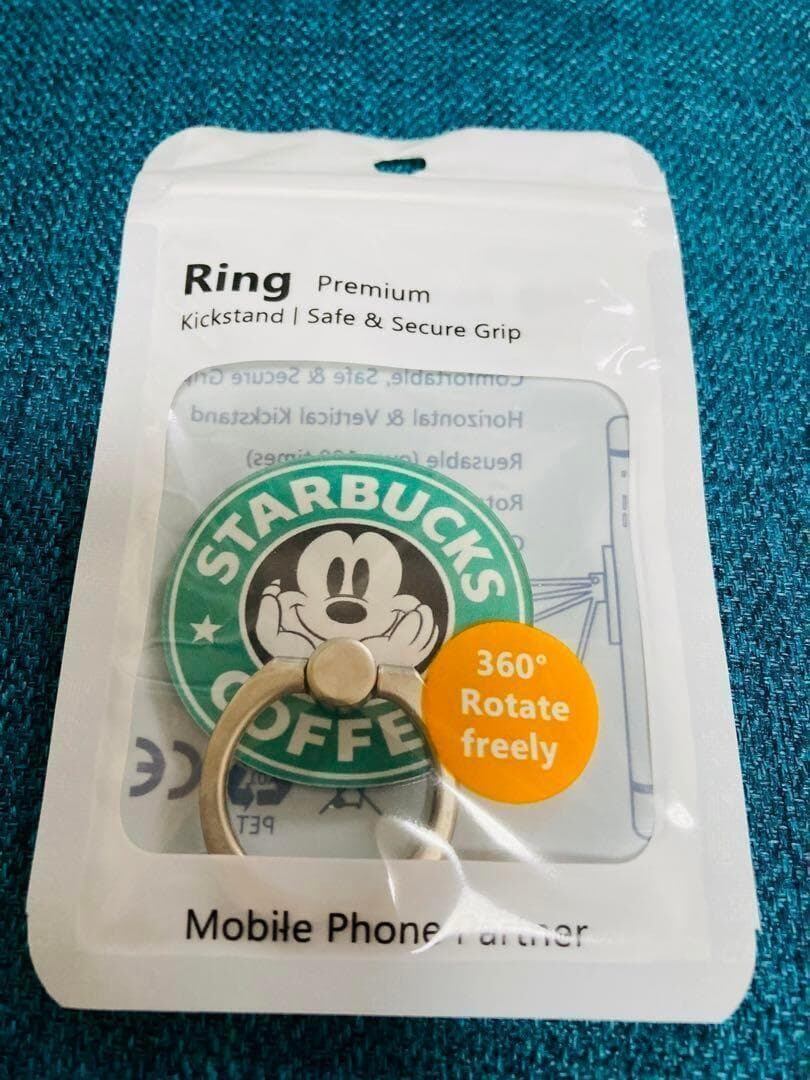 Ring Premium
Kickstand | Safe & Secure Grip
Comfortable, Safe & Secure
Horizontal & Vertical Kickstand
Reusable
STARBUCKS
COFFEE
360°
Rotate
freely
CE
PET
Mobile Phone Partner